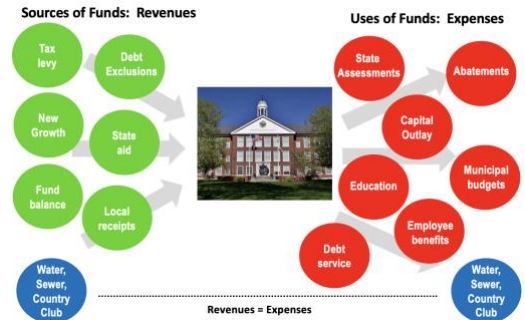 Sources of Funds: Revenues
Uses of Funds: Expenses
Tax
levy
Debt
Exclusions
New
Growth
State
aid
Fund
balance
Local
receipts
Water,
Sewer,
Country
Club
State
Assessments
Abatements
Capital
Outlay
Education
Municipal
budgets
Employee
benefits
Debt
service
Water,
Sewer,
Country
Club
Revenues = Expenses